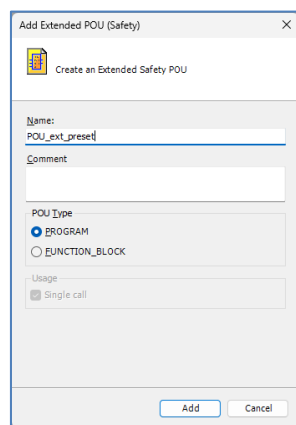 Add Extended POU (Safety)
Create an Extended Safety POU
Name:
POU_ext_preset
Comment
POU Type
PROGRAM
FUNCTION_BLOCK
Usage
Single call
Add Cancel